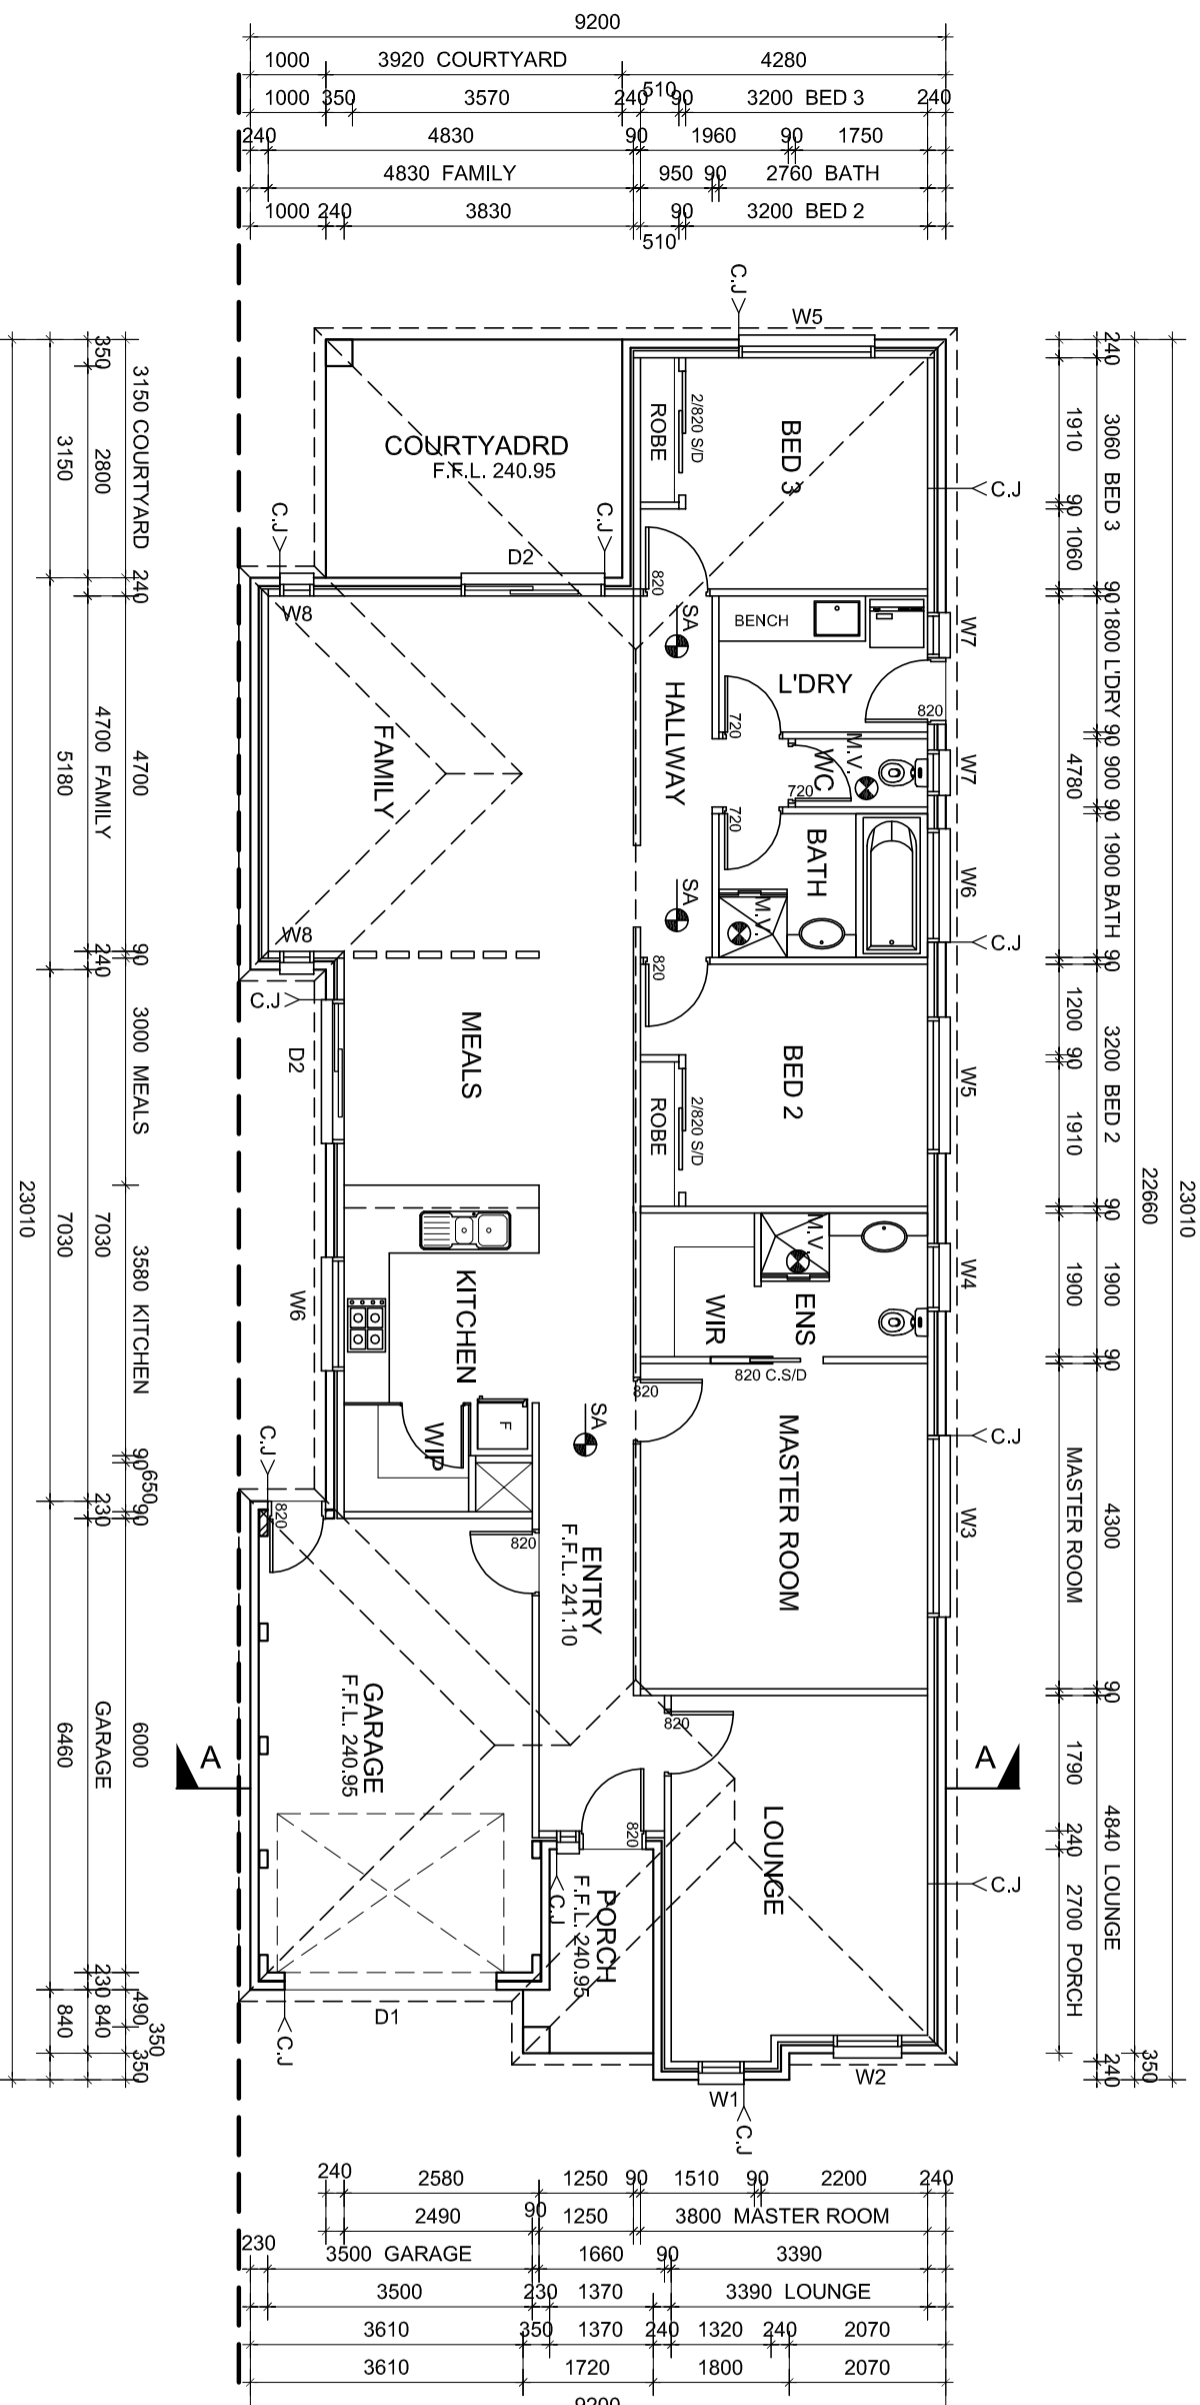 9200
1000 3920 COURTYARD 4280
1000 350 3570 240 510 90 3200 BED 3 240
240 4830 90 1960 90 1750
4830 FAMILY 950 90 2760 BATH
1000 240 3830 510 90 3200 BED 2
C.J
W5
350
3150 COURTYARD
2800
3150
240
4700
4700 FAMILY
5180
90
240
3000 MEALS
7030
7030
23010
3580 KITCHEN
90
650
90
230
6000
GARAGE
6460
230
490
840
840
350
350
COURTYADRD
F.F.L. 240.95
ROBE
2/820 S/D
BED 3
C.J
C.J
C.J
D2
820
W8
SA
BENCH
W7
HALLWAY
L'DRY
820
720
FAMILY
M.V.
WC
W7
720
720
BATH
W6
SA
M.V.
C.J
W8
820
C.J
MEALS
D2
BED 2
W5
ROBE
2/820 S/D
M.V.
W4
KITCHEN
W6
WIR
ENS
820 C.S/D
820
F
SA
WIP
C.J
C.J
MASTER ROOM
W3
820
820
ENTRY
F.F.L. 241.10
GARAGE
F.F.L. 240.95
820
A
A
LOUNGE
820
C.J
C.J
PORCH
F.F.L. 240.95
D1
C.J
W1
W2
C.J
240
3060 BED 3
1910
90
1060
90
1800 L'DRY
90
900
4780
90
1900 BATH
90
1200
90
3200 BED 2
1910
22660
23010
90
1900
1900
90
MASTER ROOM
4300
90
1790
240
4840 LOUNGE
2700 PORCH
350
240
240 2580 1250 90 1510 90 2200 240
2490 90 1250 3800 MASTER ROOM
230 3500 GARAGE 1660 90 3390
3500 230 1370 3390 LOUNGE
3610 350 1370 240 1320 240 2070
3610 1720 1800 2070
9200